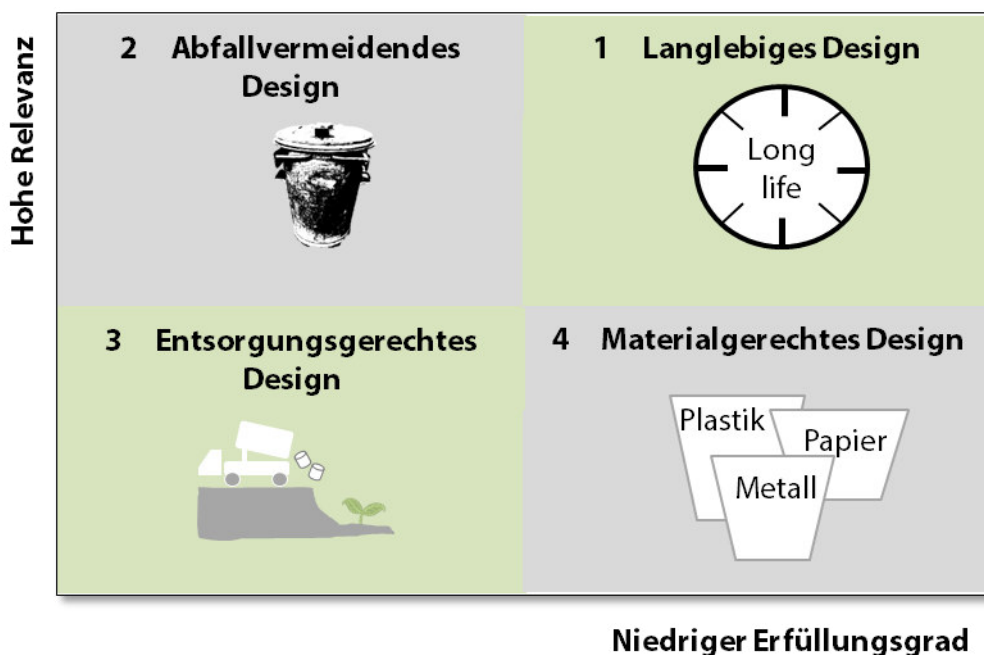 Hohe Relevanz
2 Abfallvermeidendes
Design
1 Langlebiges Design
Long
life
3 Entsorgungsgerechtes
Design
4 Materialgerechtes Design
Plastik
Papier
Metall
Niedriger Erfüllungsgrad